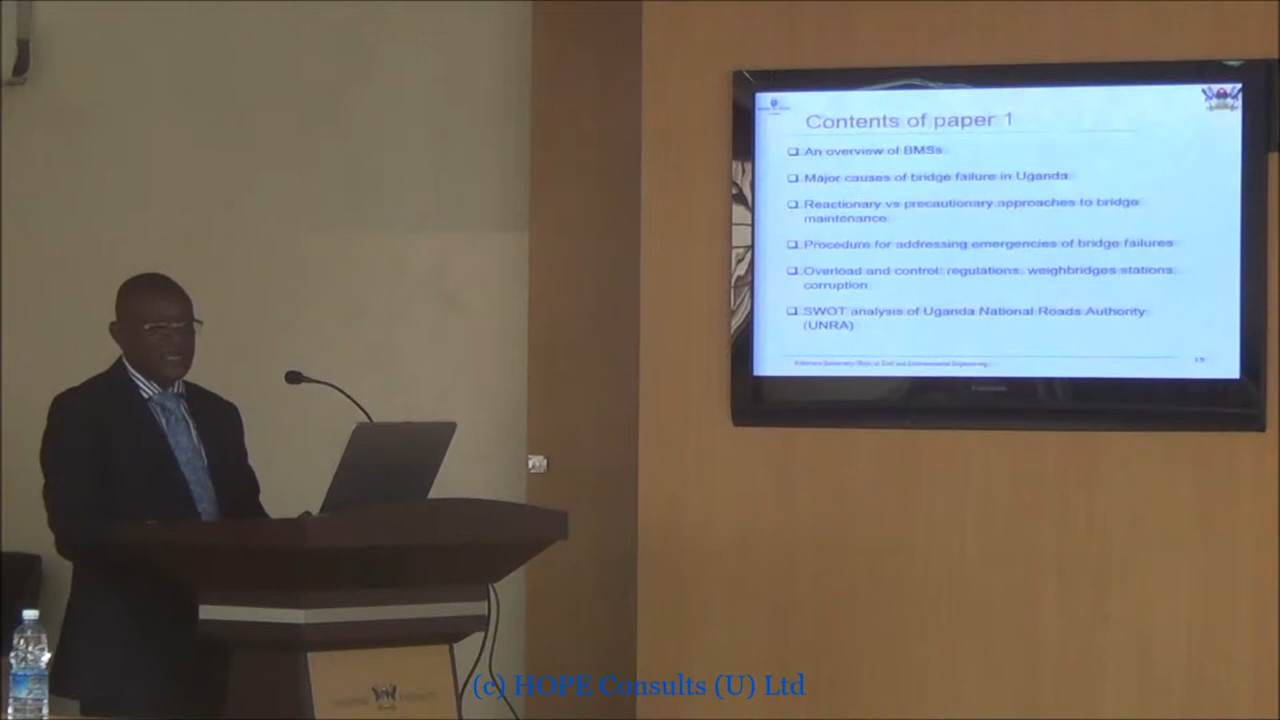 Contents of paper 1
❑ An overview of BMSs
❑ Major causes of bridge failure in Uganda
❑ Reactionary vs precautionary approaches to bridge
maintenance
❑ Procedure for addressing emergencies of bridge failures
❑ Overload and control: regulations, weighbridges stations,
corruption
❑ SWOT analysis of Uganda National Roads Authority
(UNRA)
(c) HOPE Consults (U) Ltd